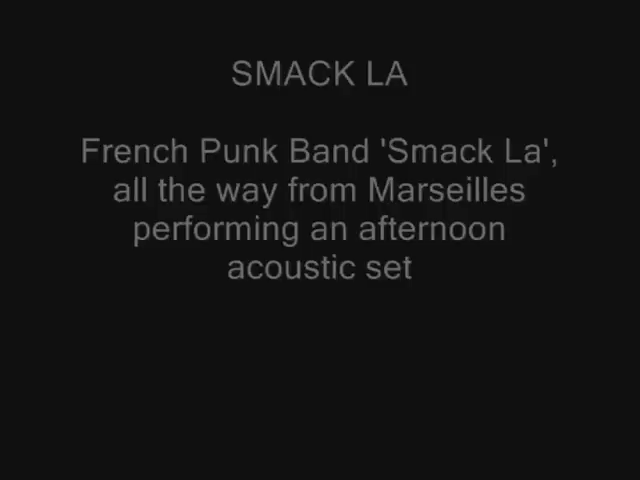 SMACK LA
French Punk Band 'Smack La',
all the way from Marseilles
performing an afternoon
acoustic set